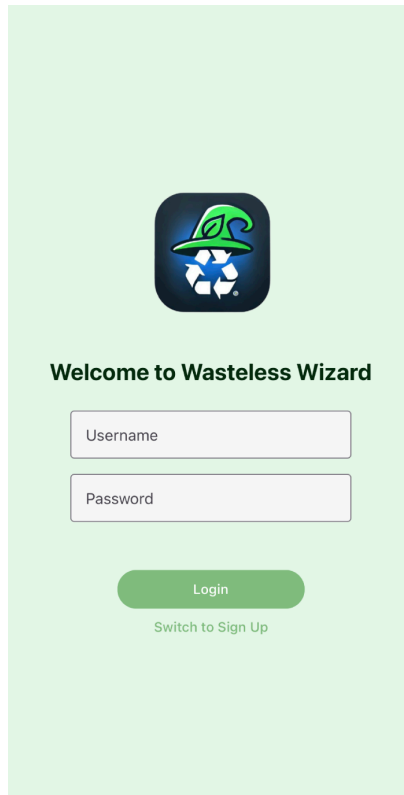 ®
Welcome to Wasteless Wizard
Username
Password
Login
Switch to Sign Up